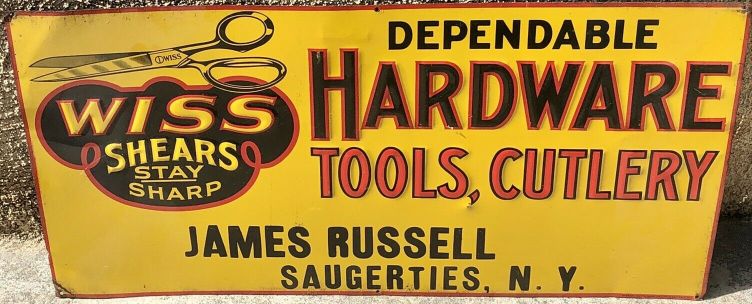 WISS
WISS
SHEARS
STAY
SHARP
DEPENDABLE
HARDWARE
TOOLS, CUTLERY
JAMES RUSSELL
SAUGERTIES, N. Y.